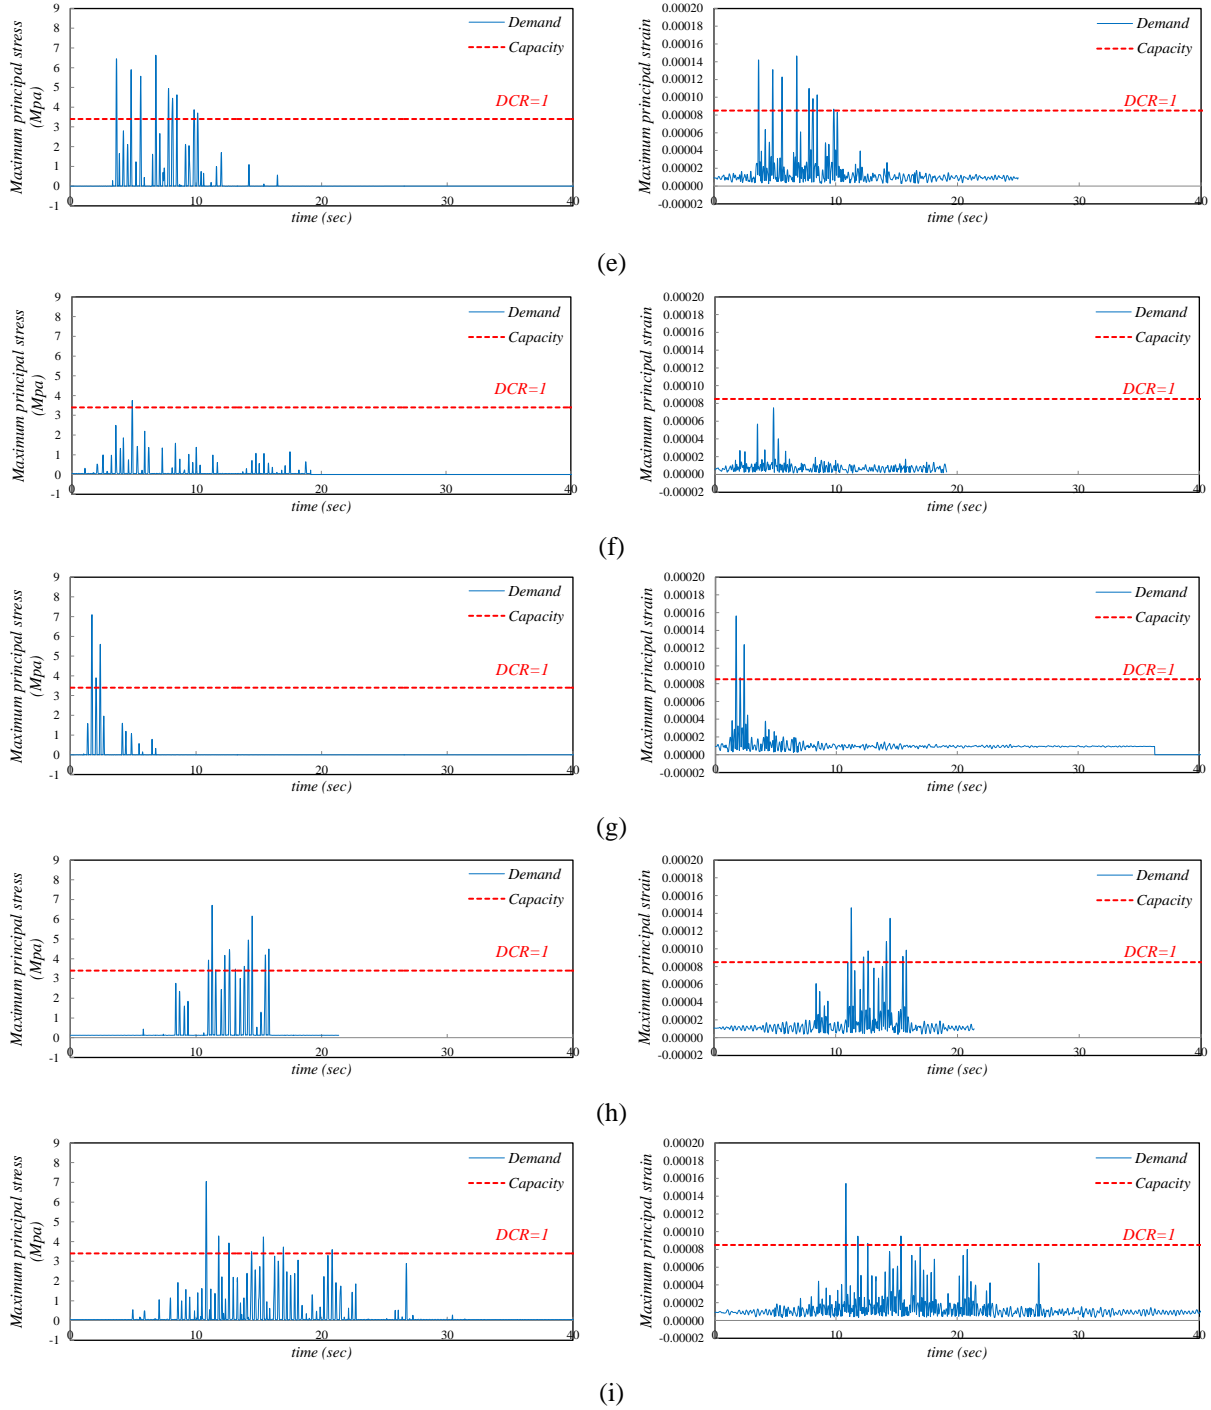 Maximum principal stress
(Mpa)
9
8
7
6
5
4
3
2
1
0
-1
0
10
20
30
40
time (sec)
Demand
Capacity
DCR=1
Maximum principal strain
0.00020
0.00018
0.00016
0.00014
0.00012
0.00010
0.00008
0.00006
0.00004
0.00002
0.00000
-0.00002
0
10
20
30
40
time (sec)
Demand
Capacity
DCR=1
(e)
Maximum principal stress
(Mpa)
9
8
7
6
5
4
3
2
1
0
-1
0
10
20
30
40
time (sec)
Demand
Capacity
DCR=1
Maximum principal strain
0.00020
0.00018
0.00016
0.00014
0.00012
0.00010
0.00008
0.00006
0.00004
0.00002
0.00000
-0.00002
0
10
20
30
40
time (sec)
Demand
Capacity
DCR=1
(f)
Maximum principal stress
(Mpa)
9
8
7
6
5
4
3
2
1
0
-1
0
10
20
30
40
time (sec)
Demand
Capacity
DCR=1
Maximum principal strain
0.00020
0.00018
0.00016
0.00014
0.00012
0.00010
0.00008
0.00006
0.00004
0.00002
0.00000
-0.00002
0
10
20
30
40
time (sec)
Demand
Capacity
DCR=1
(g)
Maximum principal stress
(Mpa)
9
8
7
6
5
4
3
2
1
0
-1
0
10
20
30
40
time (sec)
Demand
Capacity
DCR=1
Maximum principal strain
0.00020
0.00018
0.00016
0.00014
0.00012
0.00010
0.00008
0.00006
0.00004
0.00002
0.00000
-0.00002
0
10
20
30
40
time (sec)
Demand
Capacity
DCR=1
(h)
Maximum principal stress
(Mpa)
9
8
7
6
5
4
3
2
1
0
-1
0
10
20
30
40
time (sec)
Demand
Capacity
DCR=1
Maximum principal strain
0.00020
0.00018
0.00016
0.00014
0.00012
0.00010
0.00008
0.00006
0.00004
0.00002
0.00000
-0.00002
0
10
20
30
40
time (sec)
Demand
Capacity
DCR=1
(i)